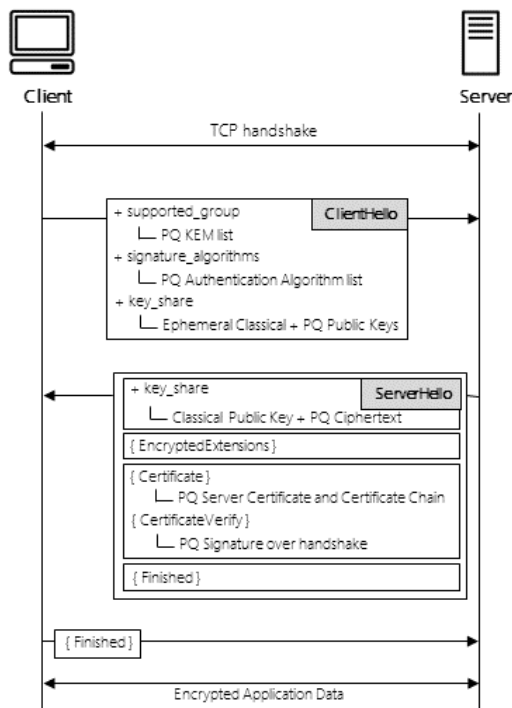 Client
Server
TCP handshake
+ supported_group
ClientHello
PQ KEM list
+ signature_algorithms
PQ Authentication Algorithm list
+ key_share
Ephemeral Classical + PQ Public Keys
+ key_share
ServerHello
Classical Public Key + PQ Ciphertext
{ EncryptedExtensions }
{ Certificate }
PQ Server Certificate and Certificate Chain
{ CertificateVerify }
PQ Signature over handshake
{ Finished }
{ Finished }
Encrypted Application Data